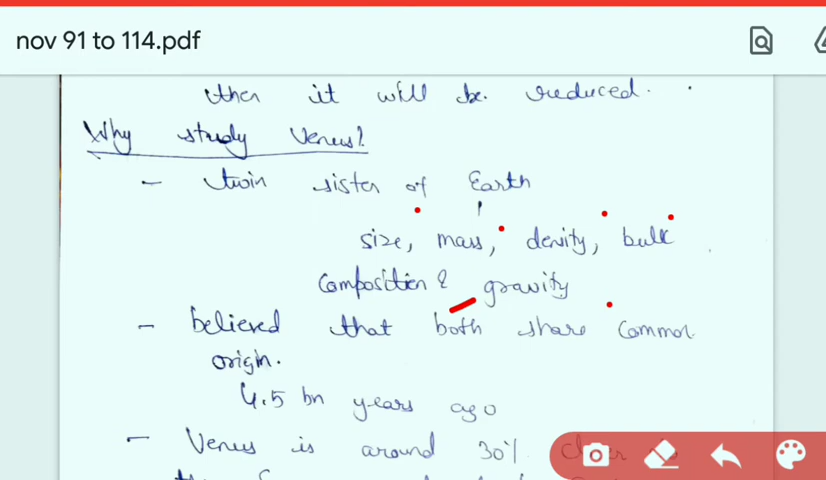 nov 91 to 114.pdf
then it will be reduced.
Why study Venus?
- twin sister of Earth
size, mass, density, bulk
composition & gravity
- believed that both share common
origin.
4.5 bn years ago
- Venus is around 30%